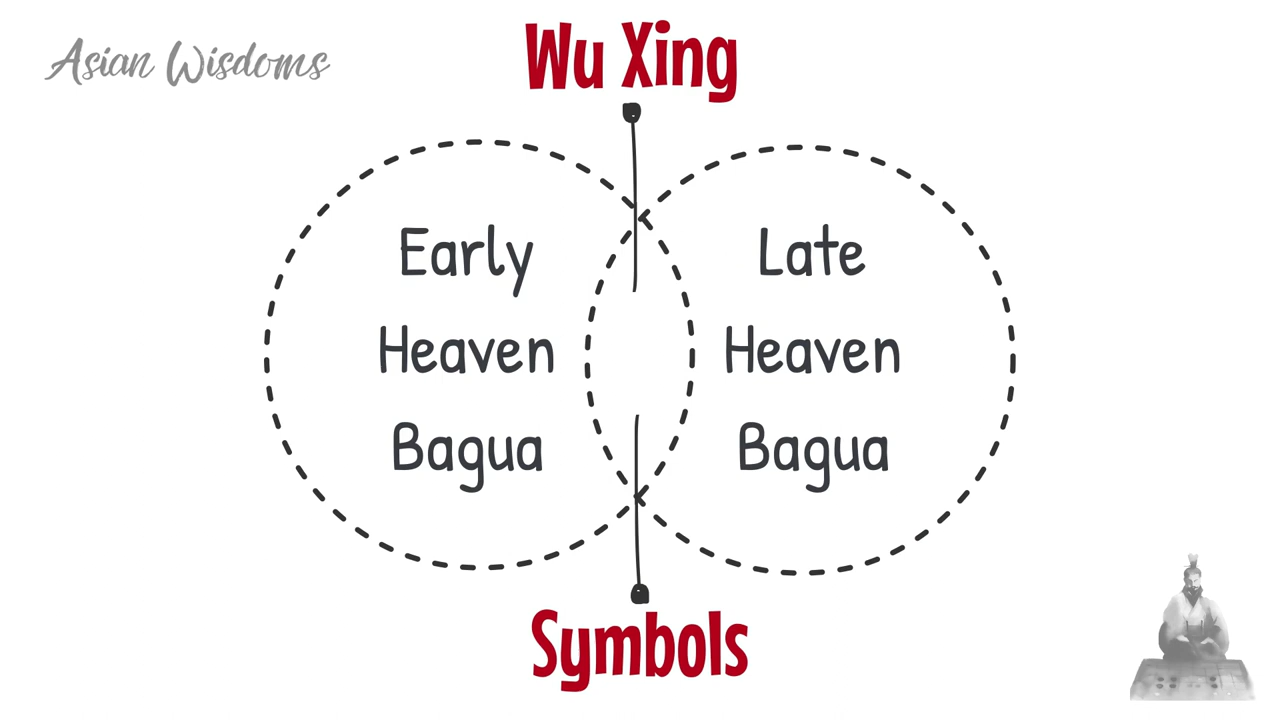 Asian Wisdoms
Wu Xing
Early
Heaven
Bagua
Late
Heaven
Bagua
Symbols